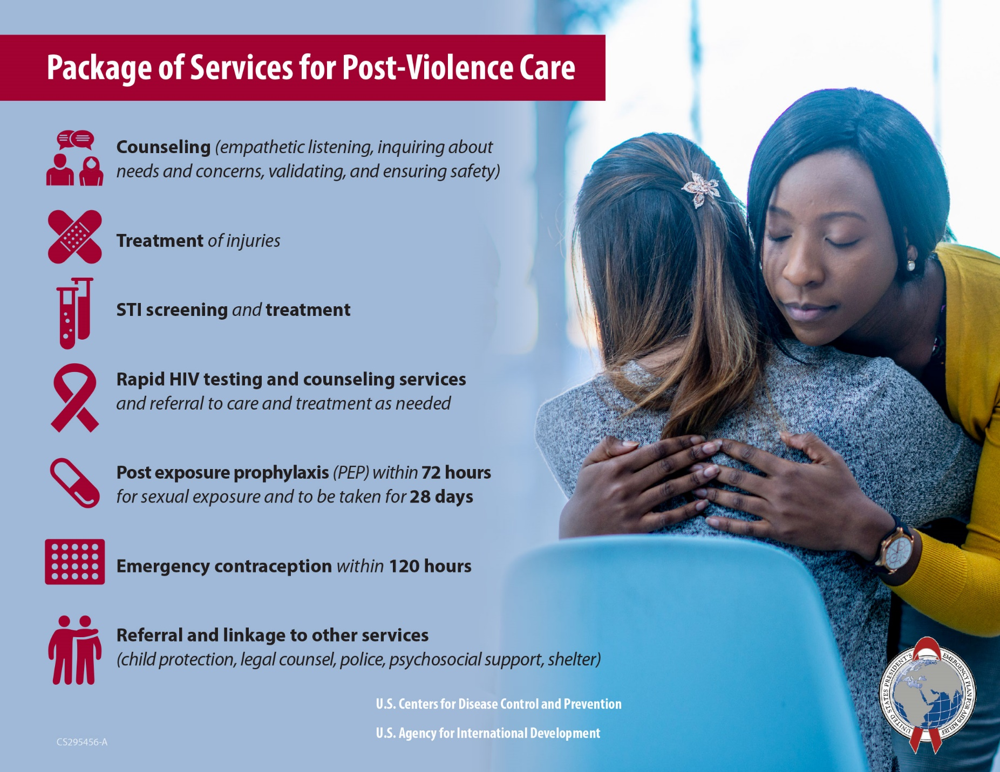 Package of Services for Post-Violence Care
Counseling (empathetic listening, inquiring about
needs and concerns, validating, and ensuring safety)
Treatment of injuries
STI screening and treatment
Rapid HIV testing and counseling services
and referral to care and treatment as needed
Post exposure prophylaxis (PEP) within 72 hours
for sexual exposure and to be taken for 28 days
Emergency contraception within 120 hours
Referral and linkage to other services
(child protection, legal counsel, police, psychosocial support, shelter)
U.S. Centers for Disease Control and Prevention
U.S. Agency for International Development
CS295456-A
UNITED STATES PRESIDENT'S EMERGENCY PLAN FOR AIDS RELIEF